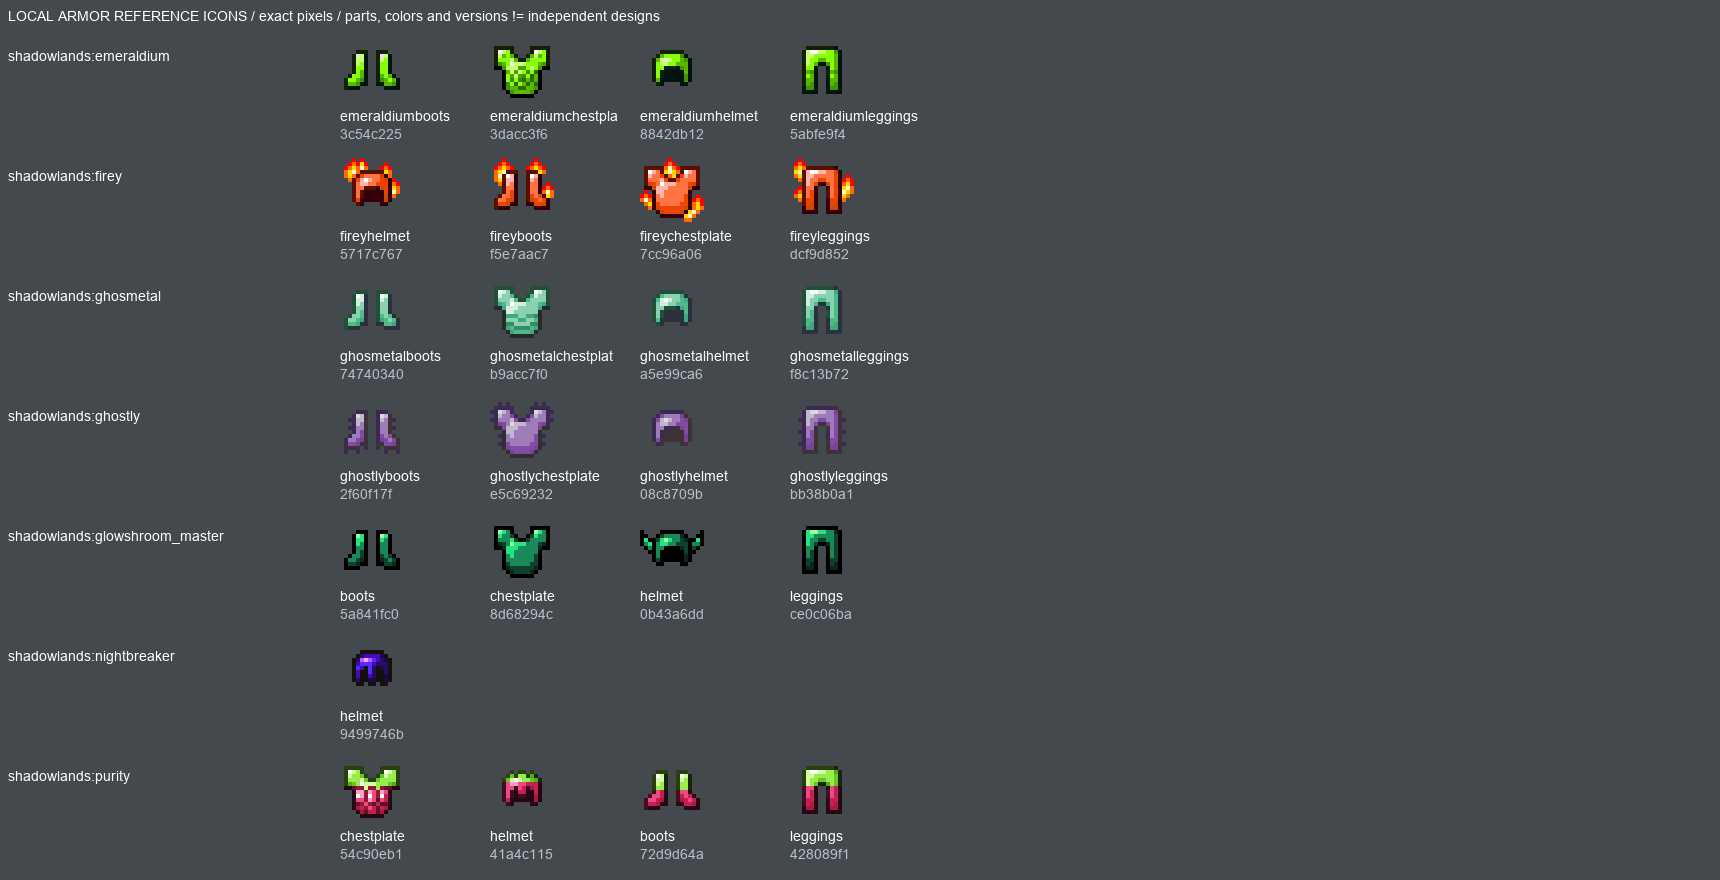 LOCAL ARMOR REFERENCE ICONS / exact pixels / parts, colors and versions != independent designs
shadowlands:emeraldium
emeraldiumboots emeraldiumchestpla emeraldiumhelmet emeraldiumleggings
3c54c225 3dacc3f6 8842db12 5abfe9f4
shadowlands:firey
fireyhelmet fireyboots fireychestplate fireyleggings
5717c767 f5e7aac7 7cc96a06 dcf9d852
shadowlands:ghosmetal
ghosmetalboots ghosmetalchestplat ghosmetalhelmet ghosmetalleggings
74740340 b9acc7f0 a5e99ca6 f8c13b72
shadowlands:ghostly
ghostlyboots ghostlychestplate ghostlyhelmet ghostlyleggings
2f60f17f e5c69232 08c8709b bb38b0a1
shadowlands:glowshroom_master
boots chestplate helmet leggings
5a841fc0 8d68294c 0b43a6dd ce0c06ba
shadowlands:nightbreaker
helmet
9499746b
shadowlands:purity
chestplate helmet boots leggings
54c90eb1 41a4c115 72d9d64a 428089f1